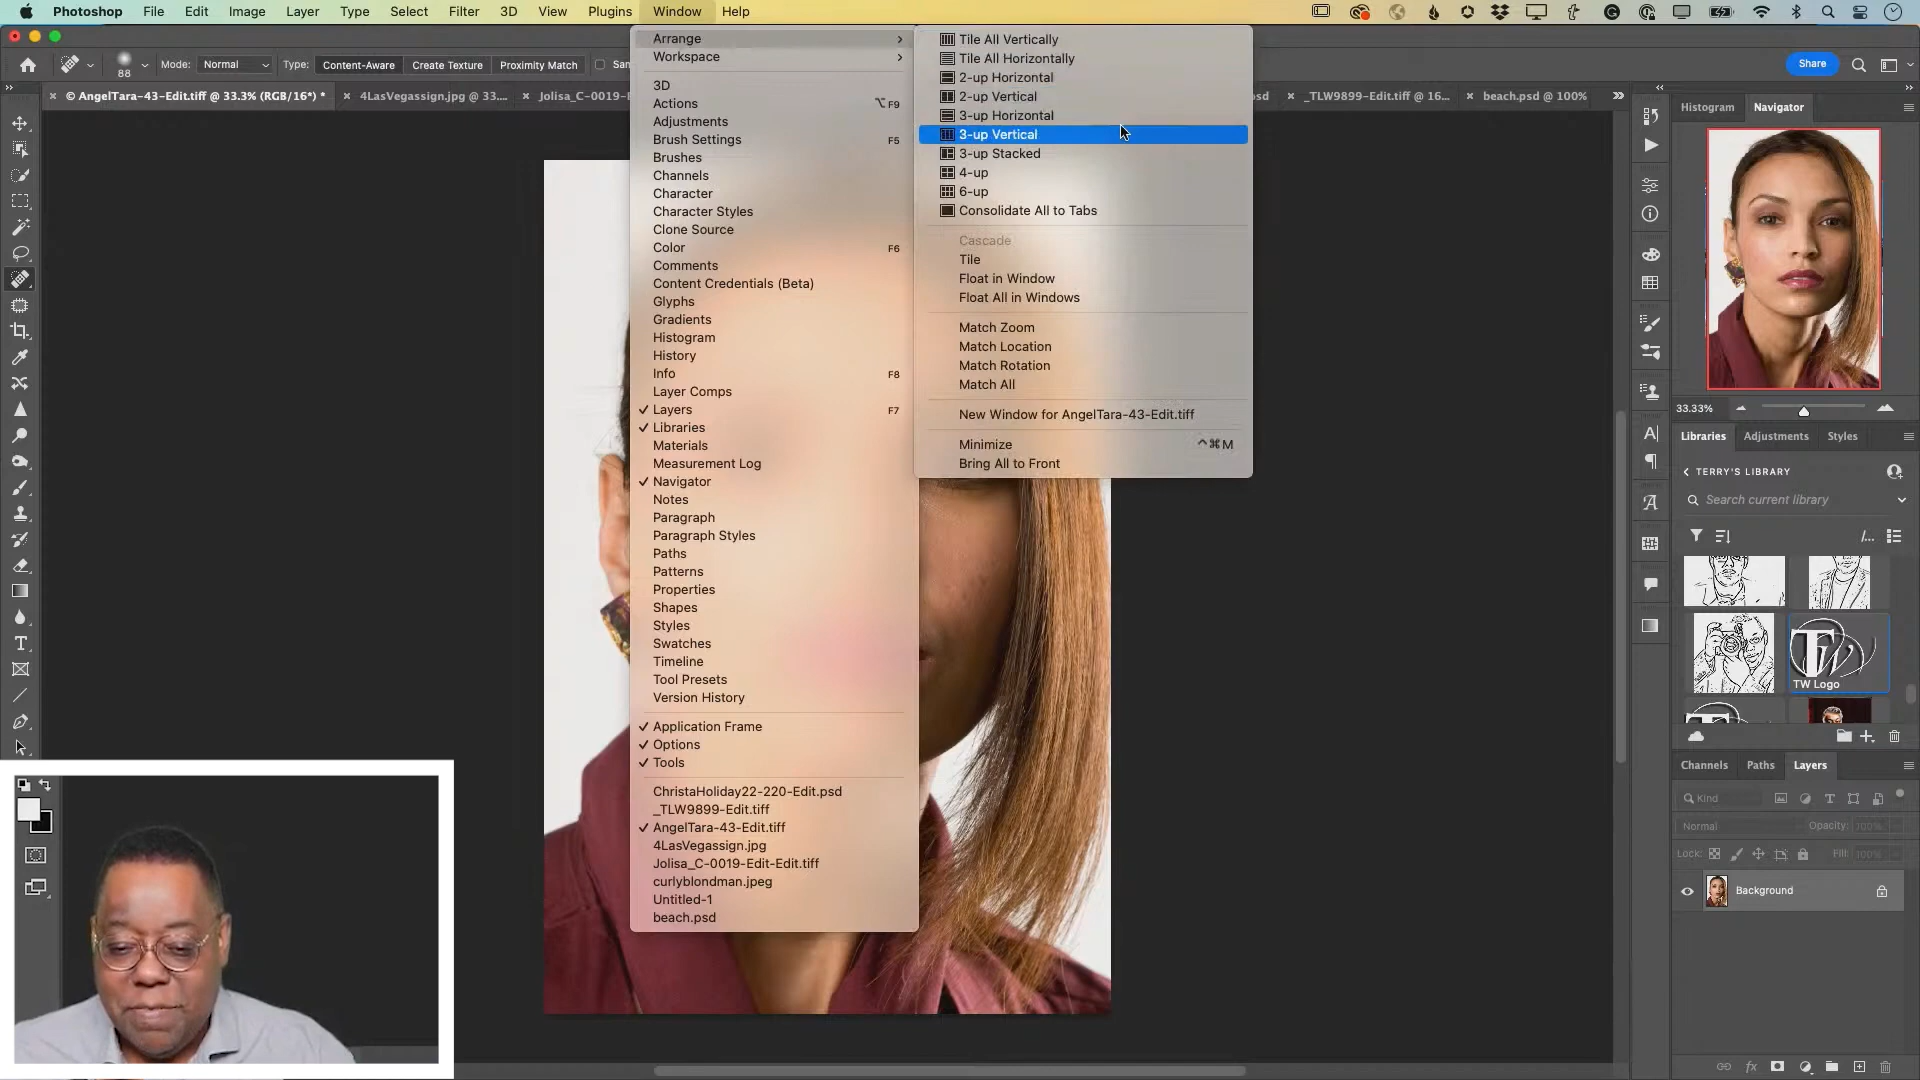 Photoshop File Edit Image Layer Type Select Filter 3D View Plugins Window Help
88 Mode: Normal Type: Content-Aware Create Texture Proximity Match Sam
Share
© AngelTara-43-Edit.tiff @ 33.3% (RGB/16*) * 4LasVegassign.jpg @ 33.... Jolisa_C-0019-E sd _TLW9899-Edit.tiff @ 16... beach.psd @ 100%
Arrange
Workspace
3D
Actions ⌥F9
Adjustments
Brush Settings F5
Brushes
Channels
Character
Character Styles
Clone Source
Color F6
Comments
Content Credentials (Beta)
Glyphs
Gradients
Histogram
History
Info F8
Layer Comps
✓ Layers F7
✓ Libraries
Materials
Measurement Log
✓ Navigator
Notes
Paragraph
Paragraph Styles
Paths
Patterns
Properties
Shapes
Styles
Swatches
Timeline
Tool Presets
Version History
✓ Application Frame
✓ Options
✓ Tools
ChristaHoliday22-220-Edit.psd
_TLW9899-Edit.tiff
✓ AngelTara-43-Edit.tiff
4LasVegassign.jpg
Jolisa_C-0019-Edit-Edit.tiff
curlyblondman.jpeg
Untitled-1
beach.psd
Tile All Vertically
Tile All Horizontally
2-up Horizontal
2-up Vertical
3-up Horizontal
3-up Vertical
3-up Stacked
4-up
6-up
Consolidate All to Tabs
Cascade
Tile
Float in Window
Float All in Windows
Match Zoom
Match Location
Match Rotation
Match All
New Window for AngelTara-43-Edit.tiff
Minimize ^⌘M
Bring All to Front
Histogram Navigator
33.33%
Libraries Adjustments Styles
TERRY'S LIBRARY
Search current library
/...
TW
TW Logo
Channels Paths Layers
Kind
Normal Opacity: 100%
Lock: Fill: 100%
Background
fx